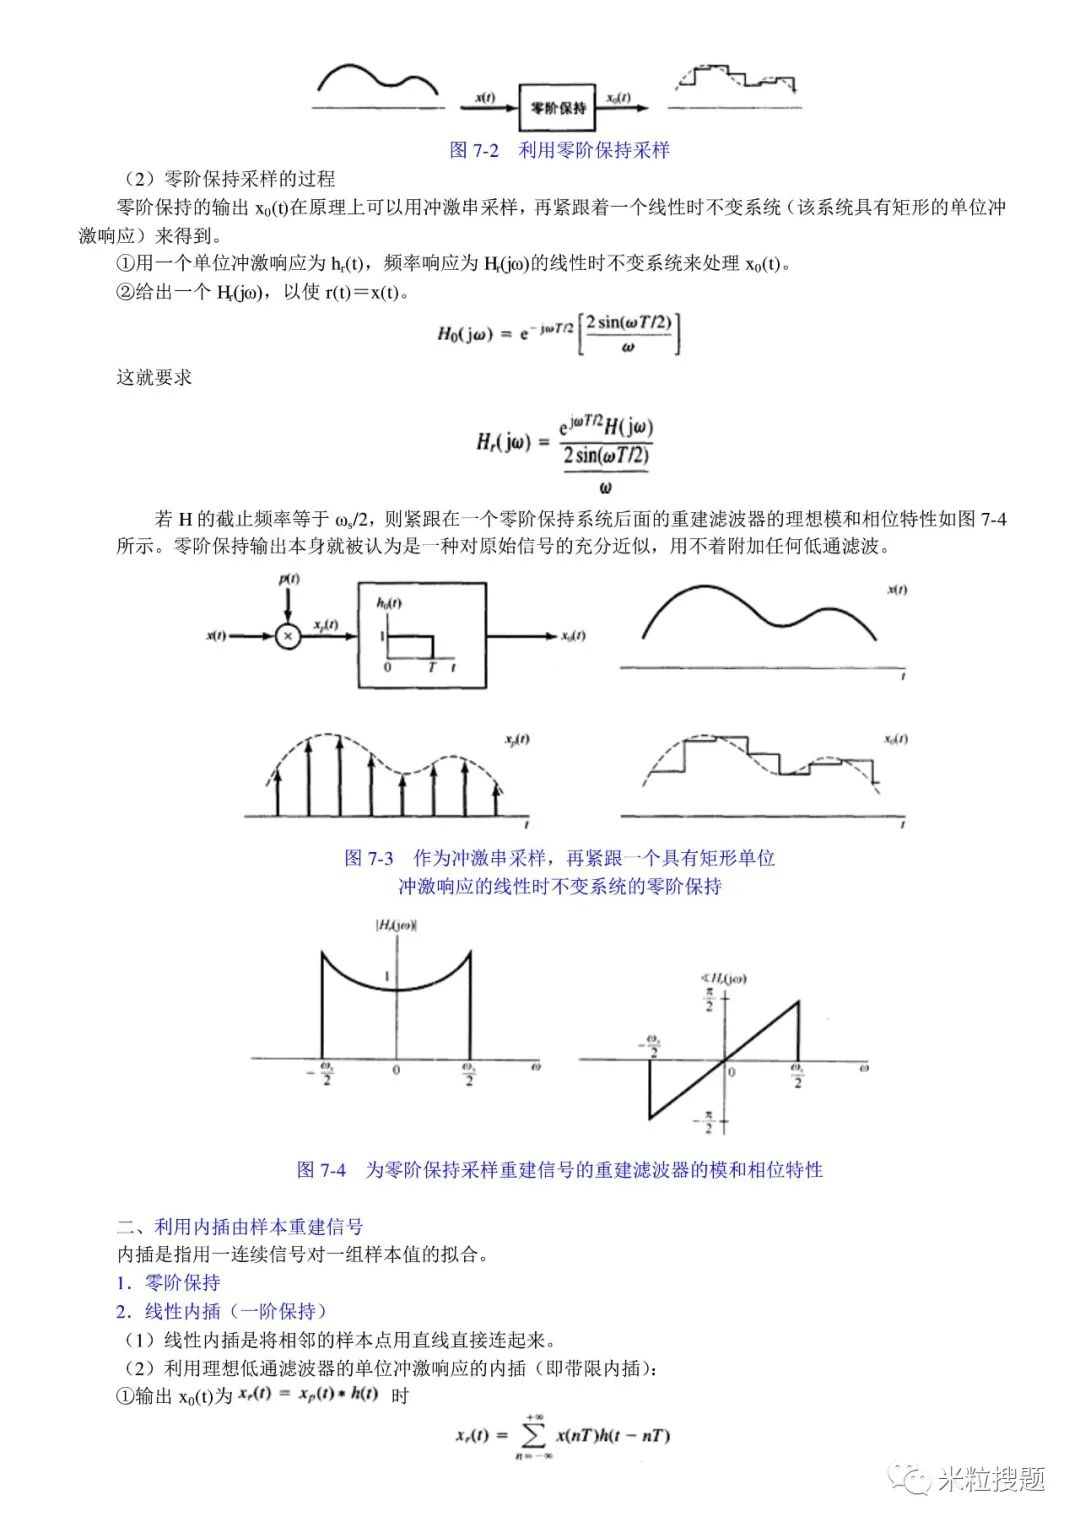 x(t) 零阶保持 x₀(t)
图 7-2 利用零阶保持采样
（2）零阶保持采样的过程
零阶保持的输出 x₀(t)在原理上可以用冲激串采样，再紧跟着一个线性时不变系统（该系统具有矩形的单位冲
激响应）来得到。
①用一个单位冲激响应为 hᵣ(t)，频率响应为 Hᵣ(jω)的线性时不变系统来处理 x₀(t)。
②给出一个 Hᵣ(jω)，以使 r(t)＝x(t)。
H₀(jω) = e^{-jωT/2}[2sin(ωT/2)/ω]
这就要求
Hᵣ(jω) = e^{jωT/2}H(jω)/(2sin(ωT/2)/ω)
若 H 的截止频率等于 ωₛ/2，则紧跟在一个零阶保持系统后面的重建滤波器的理想模和相位特性如图 7-4
所示。零阶保持输出本身就被认为是一种对原始信号的充分近似，用不着附加任何低通滤波。
p(t)
x(t) × xₚ(t) h₀(t) 1 0 T t x₀(t)
x(t)
t
xₚ(t)
t
x₀(t)
t
图 7-3 作为冲激串采样，再紧跟一个具有矩形单位
冲激响应的线性时不变系统的零阶保持
|Hᵣ(jω)|
1
-ωₛ/2 0 ωₛ/2 ω
∢Hᵣ(jω)
π/2
-ωₛ/2 0 ωₛ/2 ω
-π/2
图 7-4 为零阶保持采样重建信号的重建滤波器的模和相位特性
二、利用内插由样本重建信号
内插是指用一连续信号对一组样本值的拟合。
1．零阶保持
2．线性内插（一阶保持）
（1）线性内插是将相邻的样本点用直线直接连起来。
（2）利用理想低通滤波器的单位冲激响应的内插（即带限内插）：
①输出 x₀(t)为 xᵣ(t) = xₚ(t) * h(t) 时
xᵣ(t) = ∑_{n=-∞}^{+∞} x(nT)h(t - nT)
米粒搜题